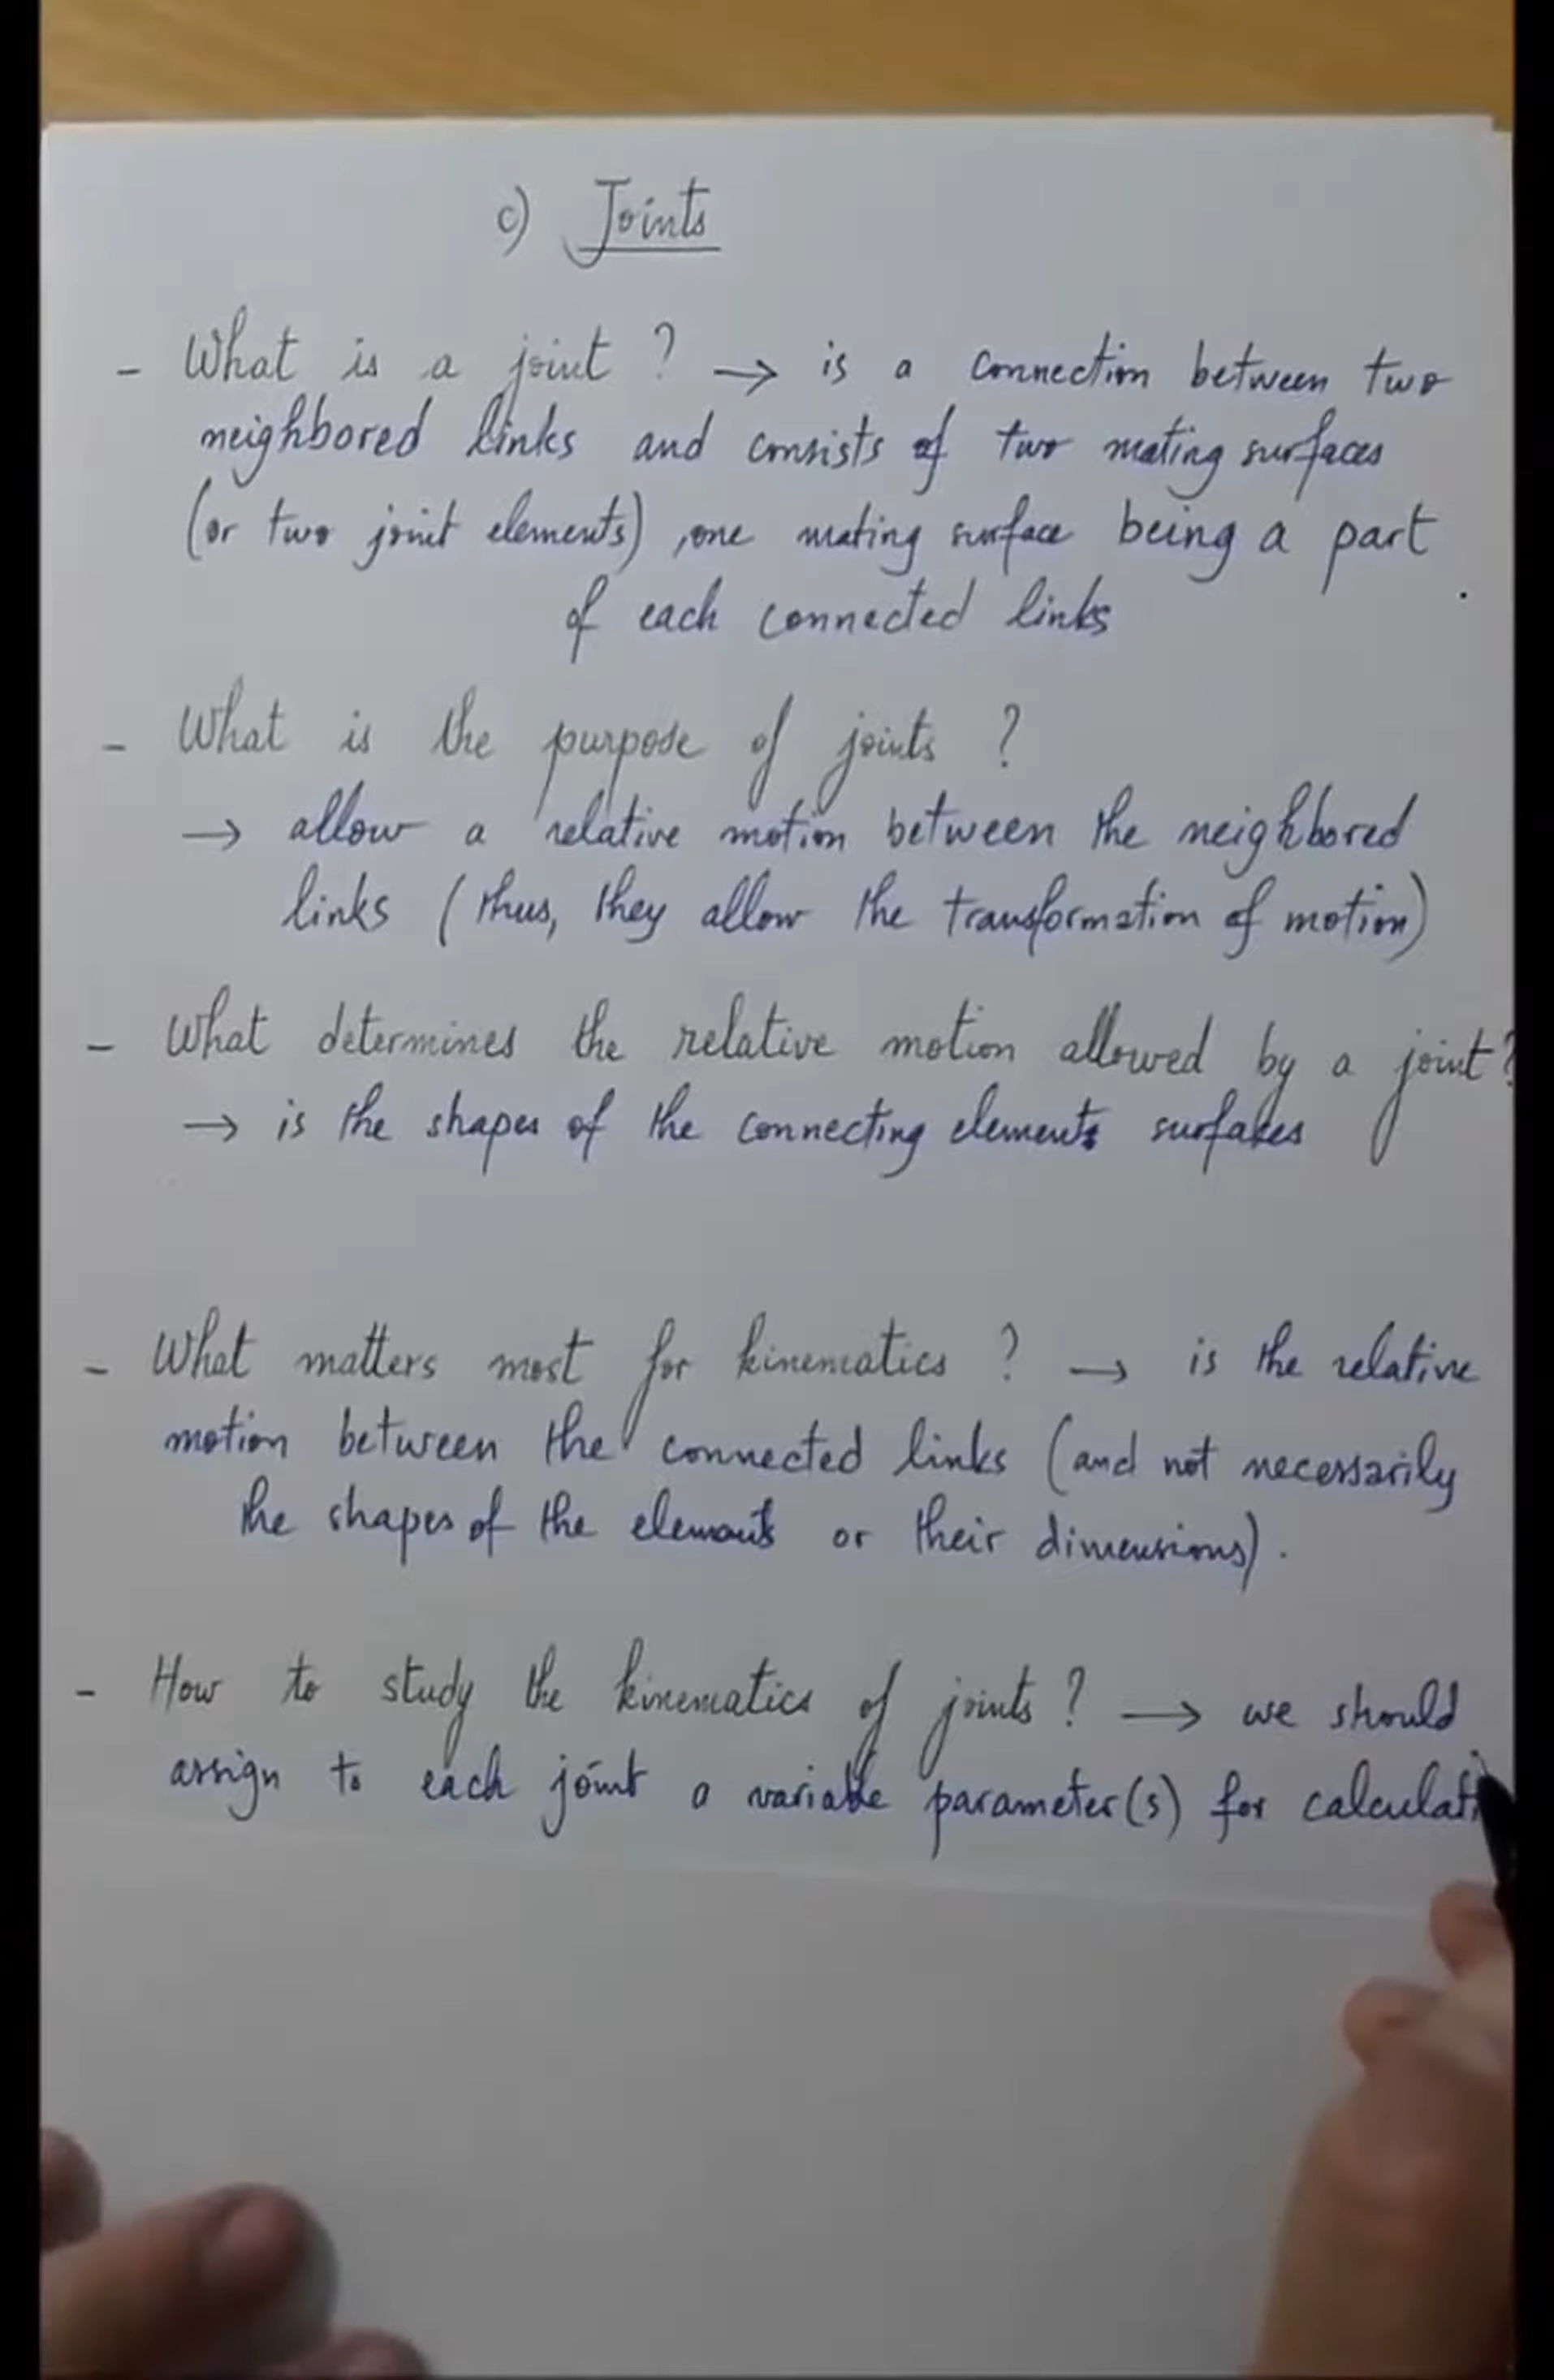 c) Joints
- What is a joint ? → is a connection between two
neighbored links and consists of two mating surfaces
(or two joint elements), one mating surface being a part
of each connected links
- What is the purpose of joints ?
→ allow a relative motion between the neighbored
links (thus, they allow the transformation of motion)
- What determines the relative motion allowed by a joint?
→ is the shapes of the connecting elements surfaces
- What matters most for kinematics ? → is the relative
motion between the connected links (and not necessarily
the shapes of the elements or their dimensions).
- How to study the kinematics of joints ? → we should
assign to each joint a variable parameter(s) for calculati